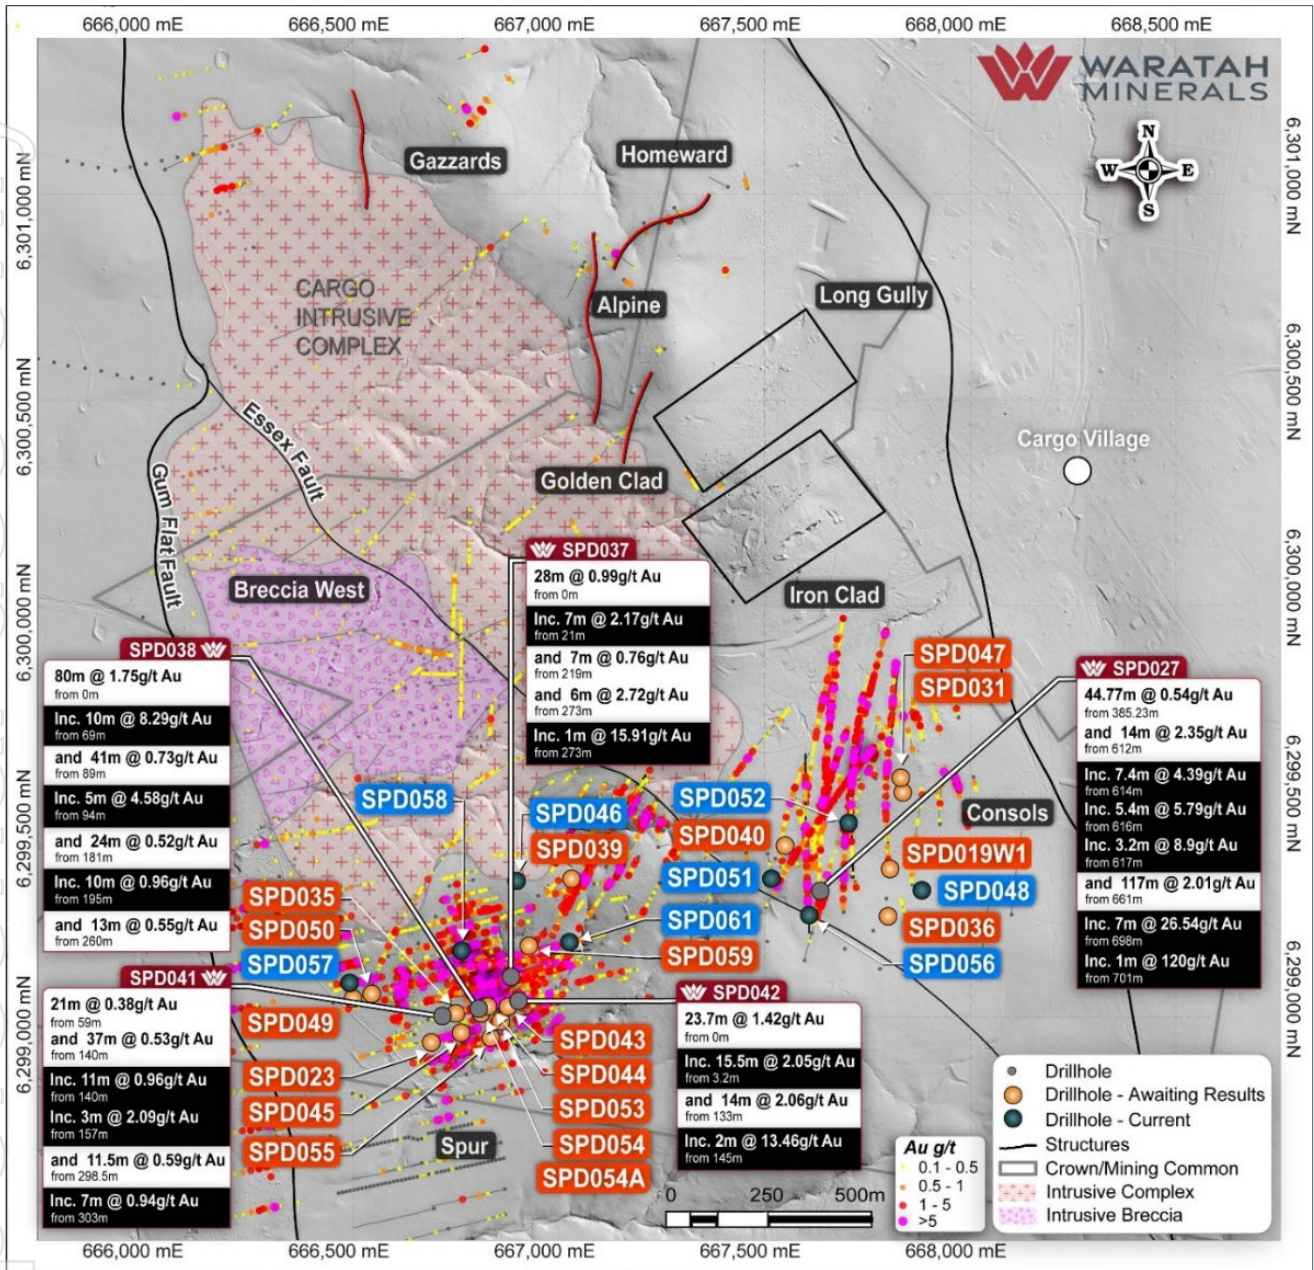 666,000 mE
666,500 mE
667,000 mE
667,500 mE
668,000 mE
668,500 mE
WARATAH
MINERALS
N
W
E
S
6,301,000 mN
6,301,000 mN
6,300,500 mN
6,300,500 mN
6,300,000 mN
6,300,000 mN
6,299,500 mN
6,299,500 mN
6,299,000 mN
6,299,000 mN
Gazzards
Homeward
Long Gully
Alpine
CARGO
INTRUSIVE
COMPLEX
Essex Fault
Gum Flat Fault
Golden Clad
Cargo Village
Breccia West
Iron Clad
Consols
Spur
SPD037
28m @ 0.99g/t Au
from 0m
Inc. 7m @ 2.17g/t Au
from 21m
and 7m @ 0.76g/t Au
from 219m
and 6m @ 2.72g/t Au
from 273m
Inc. 1m @ 15.91g/t Au
from 273m
SPD038
80m @ 1.75g/t Au
from 0m
Inc. 10m @ 8.29g/t Au
from 69m
and 41m @ 0.73g/t Au
from 89m
Inc. 5m @ 4.58g/t Au
from 94m
and 24m @ 0.52g/t Au
from 181m
Inc. 10m @ 0.96g/t Au
from 195m
and 13m @ 0.55g/t Au
from 260m
SPD027
44.77m @ 0.54g/t Au
from 385.23m
and 14m @ 2.35g/t Au
from 612m
Inc. 7.4m @ 4.39g/t Au
from 614m
Inc. 5.4m @ 5.79g/t Au
from 616m
Inc. 3.2m @ 8.9g/t Au
from 617m
and 117m @ 2.01g/t Au
from 661m
Inc. 7m @ 26.54g/t Au
from 698m
Inc. 1m @ 120g/t Au
from 701m
SPD041
21m @ 0.38g/t Au
from 59m
and 37m @ 0.53g/t Au
from 140m
Inc. 11m @ 0.96g/t Au
from 140m
Inc. 3m @ 2.09g/t Au
from 157m
and 11.5m @ 0.59g/t Au
from 298.5m
Inc. 7m @ 0.94g/t Au
from 303m
SPD042
23.7m @ 1.42g/t Au
from 0m
Inc. 15.5m @ 2.05g/t Au
from 3.2m
and 14m @ 2.06g/t Au
from 133m
Inc. 2m @ 13.46g/t Au
from 145m
SPD047
SPD031
SPD058
SPD046
SPD039
SPD052
SPD040
SPD051
SPD061
SPD059
SPD019W1
SPD048
SPD036
SPD056
SPD035
SPD050
SPD057
SPD049
SPD023
SPD045
SPD055
SPD043
SPD044
SPD053
SPD054
SPD054A
0
250
500m
Au g/t
0.1 - 0.5
0.5 - 1
1 - 5
>5
Drillhole
Drillhole - Awaiting Results
Drillhole - Current
Structures
Crown/Mining Common
Intrusive Complex
Intrusive Breccia
666,000 mE
666,500 mE
667,000 mE
667,500 mE
668,000 mE